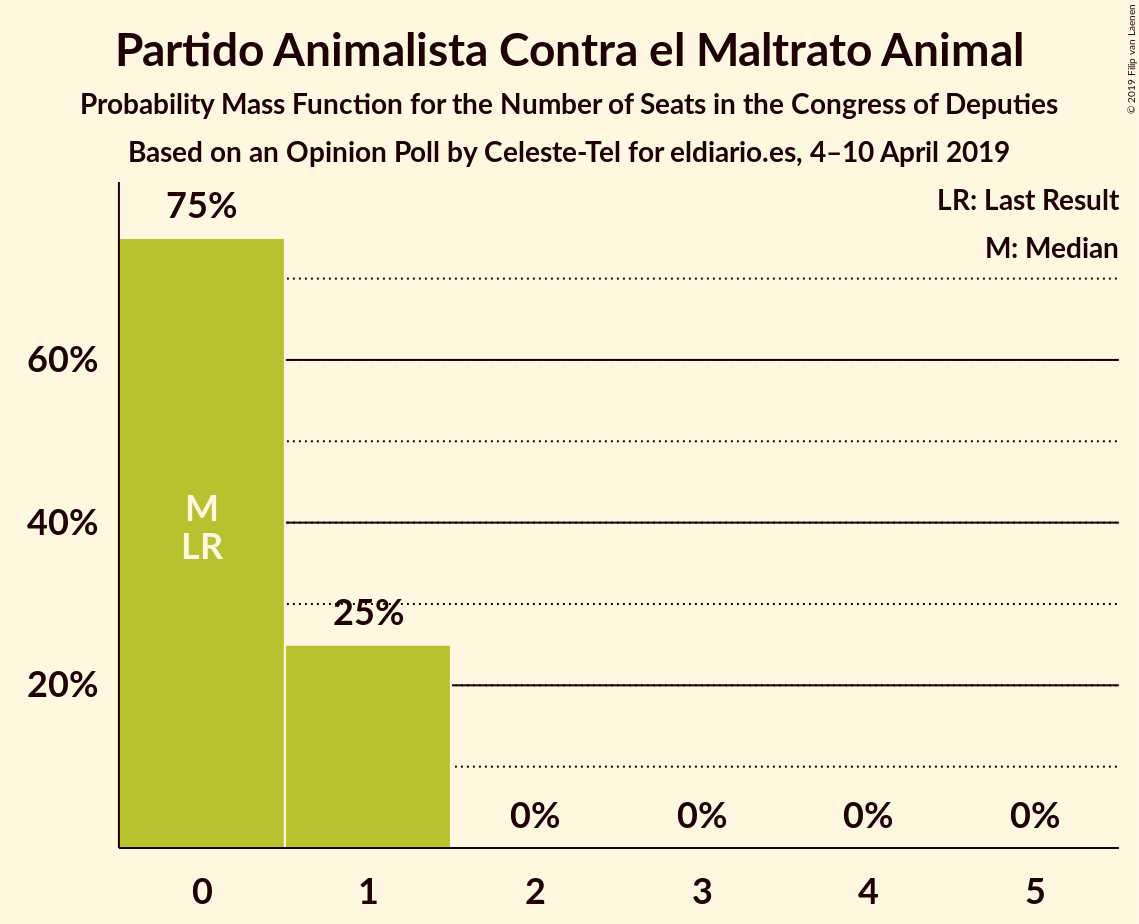 Partido Animalista Contra el Maltrato Animal
Probability Mass Function for the Number of Seats in the Congress of Deputies
Based on an Opinion Poll by Celeste-Tel for eldiario.es, 4–10 April 2019
© 2019 Filip van Laenen
LR: Last Result
M: Median
75%
60%
40%
20%
M
LR
25%
0%
0%
0%
0%
0
1
2
3
4
5